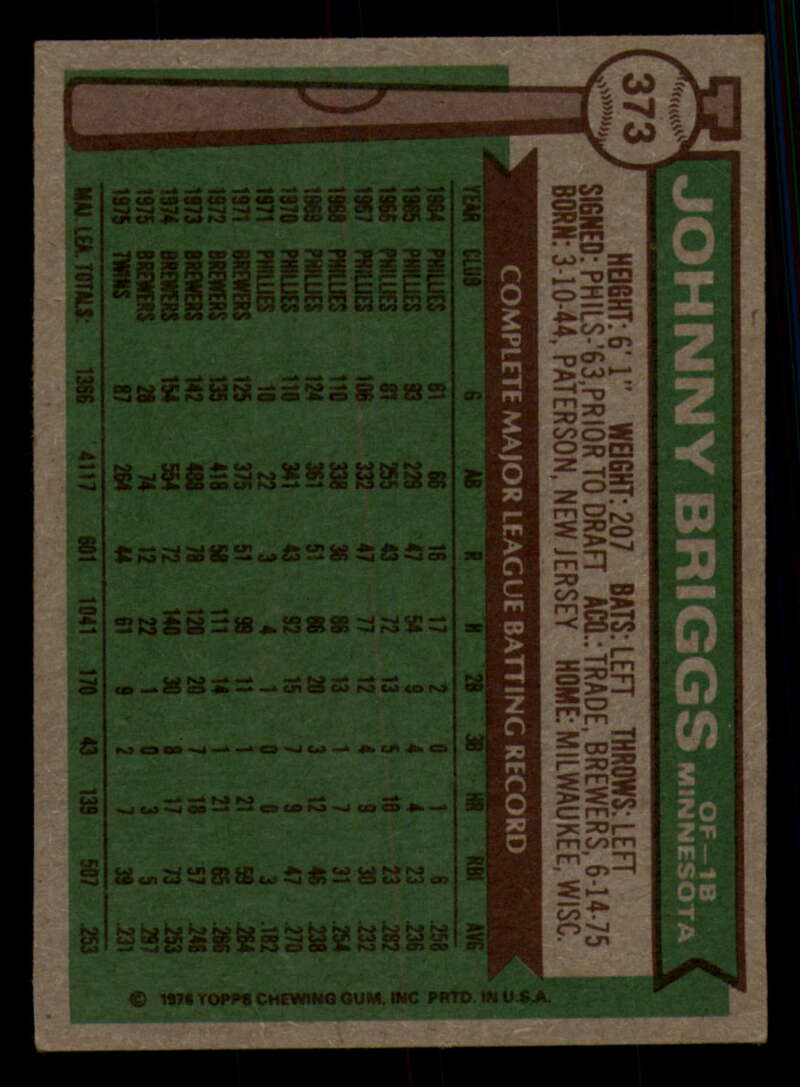 373
JOHNNY BRIGGS OF—1B MINNESOTA
HEIGHT: 6' 1" WEIGHT: 207 BATS: LEFT THROWS: LEFT
SIGNED: PHILS-'63,PRIOR TO DRAFT ACQ.: TRADE, BREWERS, 6-14-75
BORN: 3-10-44, PATERSON, NEW JERSEY HOME: MILWAUKEE, WISC.
COMPLETE MAJOR LEAGUE BATTING RECORD
YEAR CLUB G AB R H 2B 3B HR RBI AVG
1964 PHILLIES 61 66 16 17 2 0 1 6 .258
1965 PHILLIES 93 229 47 54 9 4 4 23 .236
1966 PHILLIES 81 255 43 72 13 5 10 23 .282
1967 PHILLIES 106 332 47 77 12 4 9 30 .232
1968 PHILLIES 110 338 36 86 13 1 7 31 .254
1969 PHILLIES 124 361 51 86 20 3 12 46 .238
1970 PHILLIES 110 341 43 92 15 7 9 47 .270
1971 PHILLIES 10 22 3 4 1 0 0 3 .182
1971 BREWERS 125 375 51 99 11 1 21 59 .264
1972 BREWERS 135 418 58 111 14 1 21 65 .266
1973 BREWERS 142 488 78 120 20 7 18 57 .246
1974 BREWERS 154 554 72 140 30 8 17 73 .253
1975 BREWERS 28 74 12 22 1 0 3 5 .297
1975 TWINS 87 264 44 61 9 2 7 39 .231
MAJ. LEA. TOTALS: 1366 4117 601 1041 170 43 139 507 .253
© 1976 TOPPS CHEWING GUM, INC PRTD. IN U.S.A.